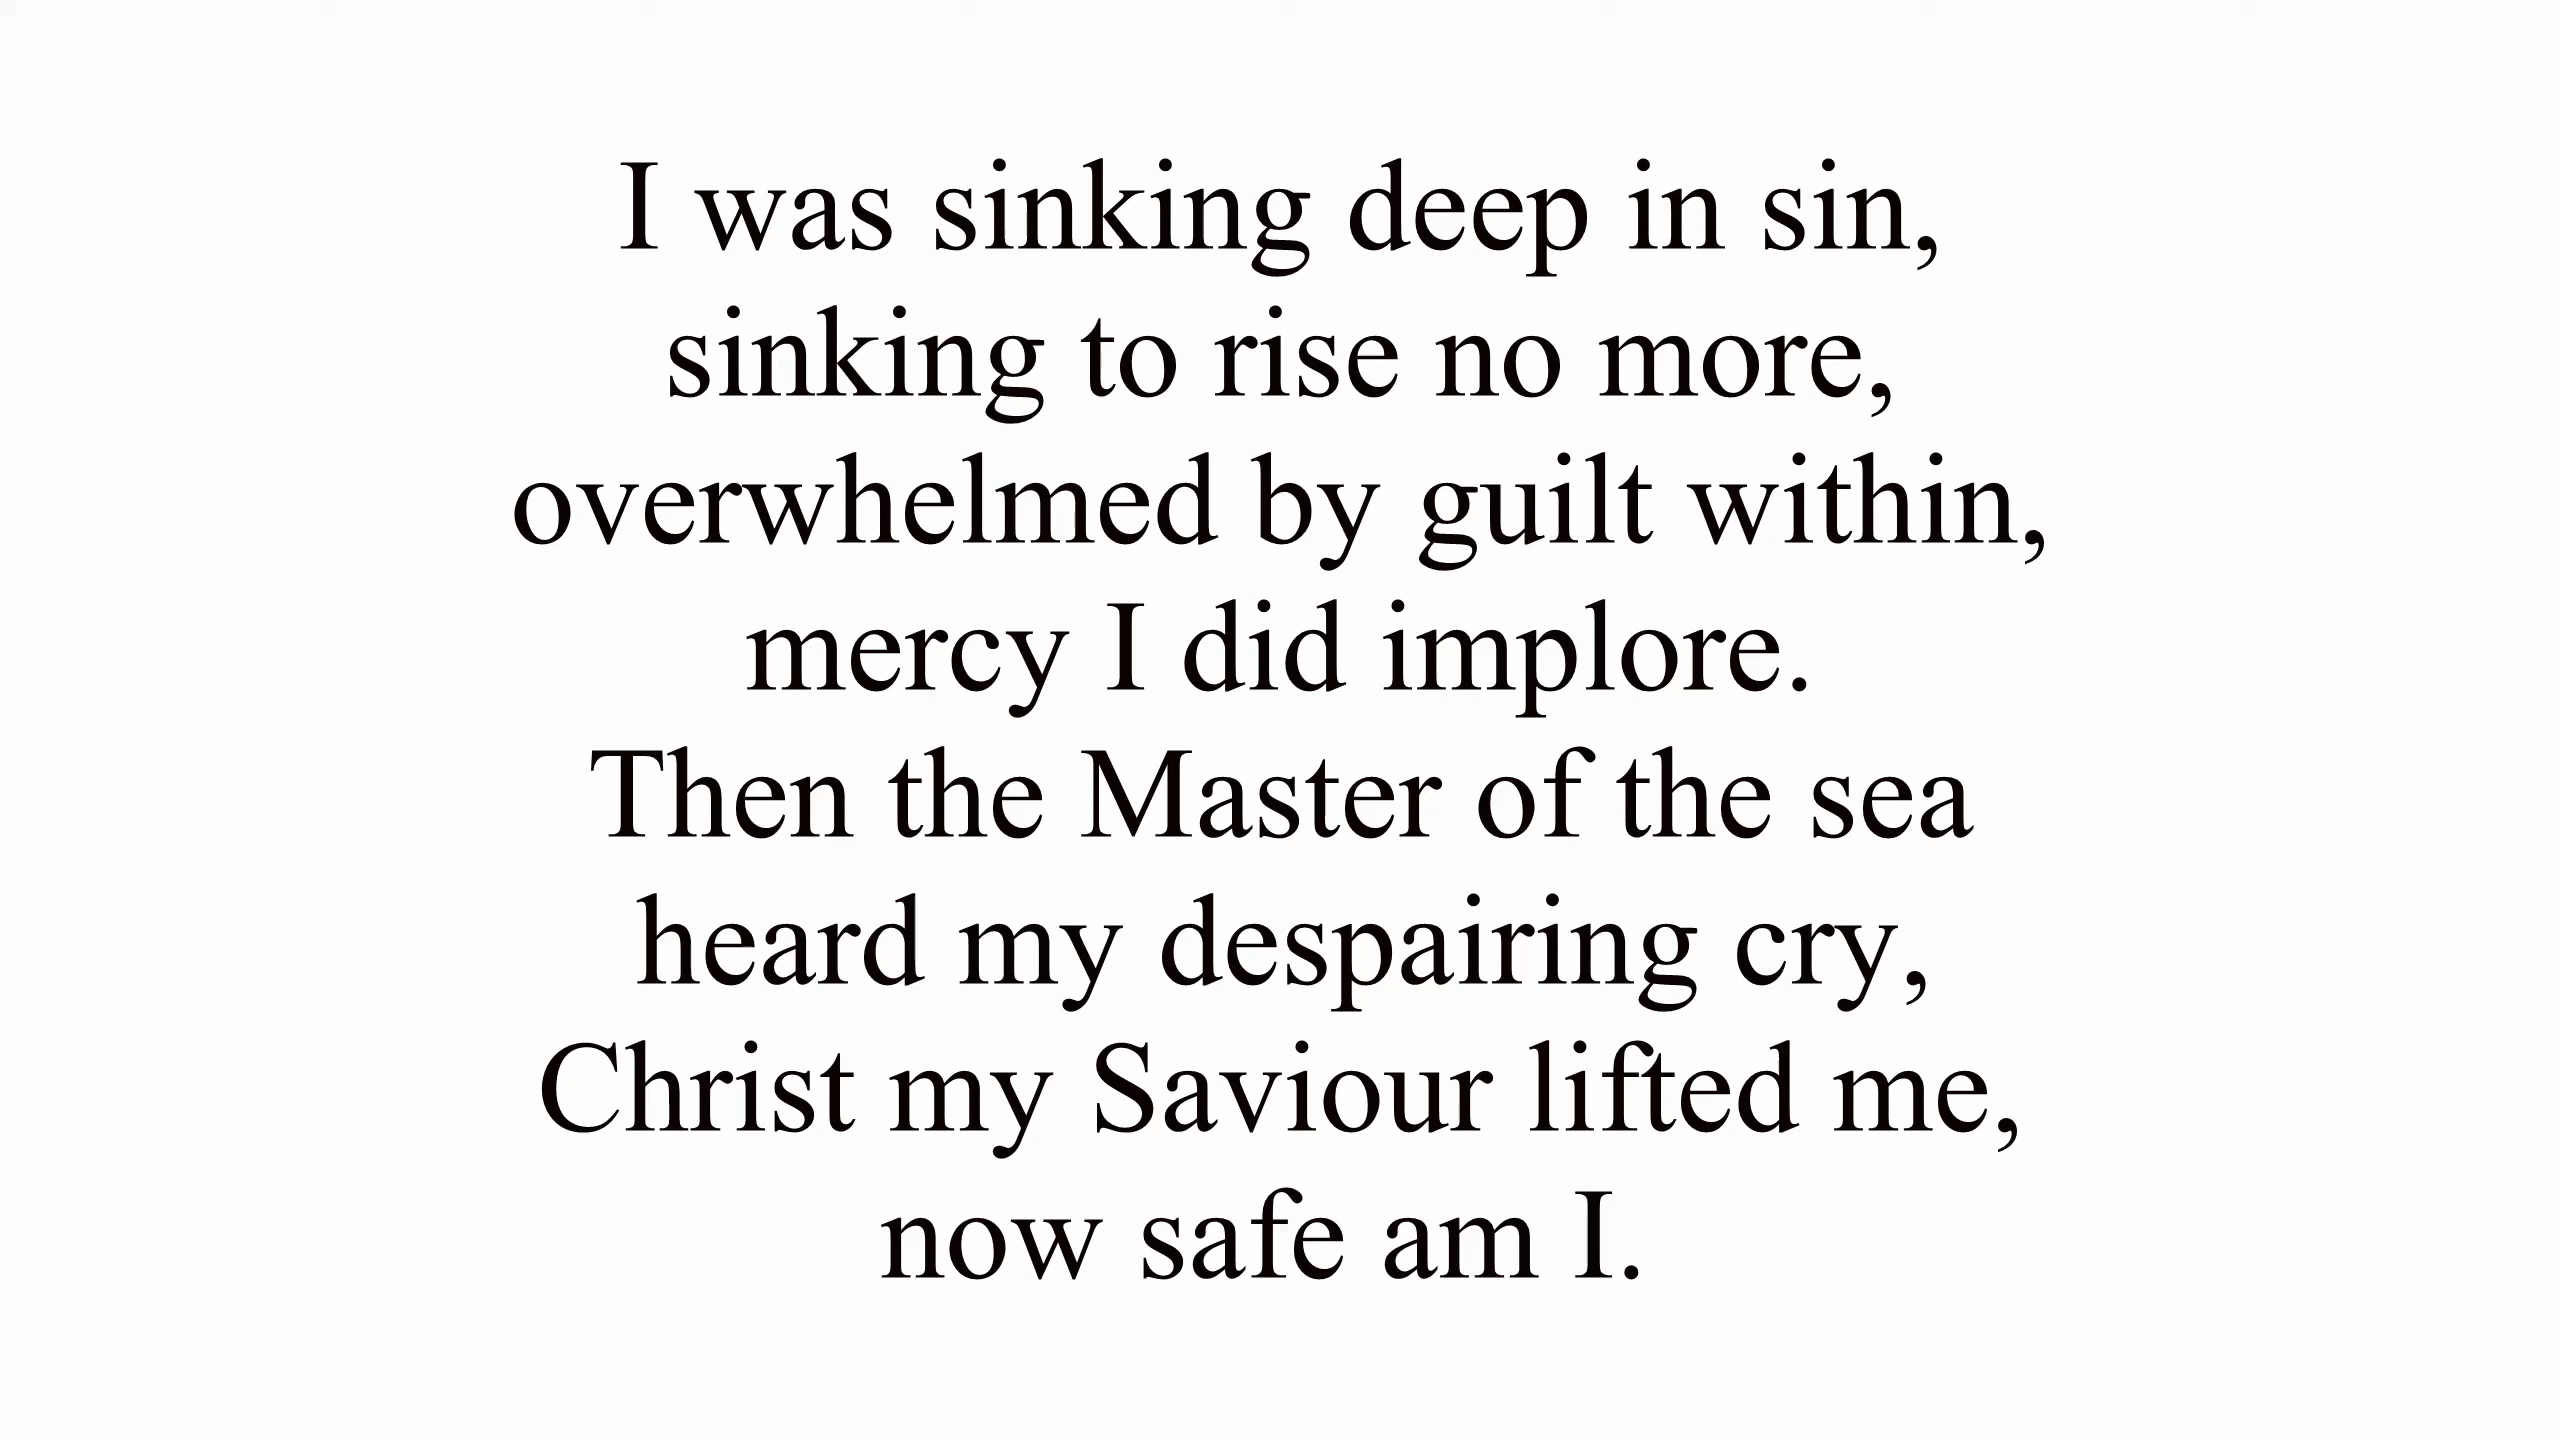 I was sinking deep in sin,
sinking to rise no more,
overwhelmed by guilt within,
mercy I did implore.
Then the Master of the sea
heard my despairing cry,
Christ my Saviour lifted me,
now safe am I.